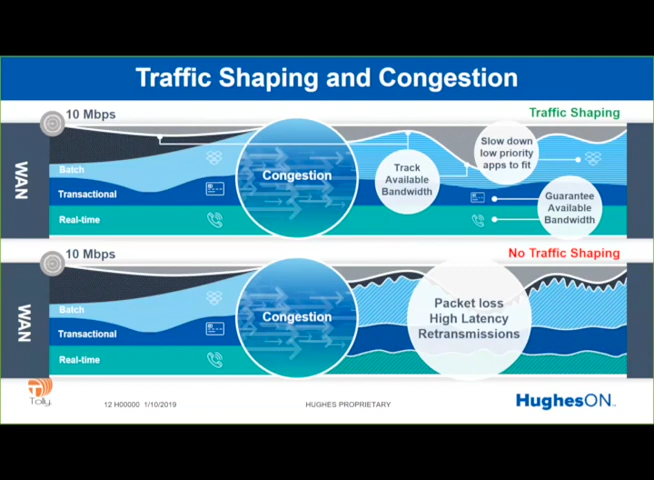 Traffic Shaping and Congestion
10 Mbps
Traffic Shaping
WAN
Batch
Transactional
Real-time
Congestion
Track
Available
Bandwidth
Slow down
low priority
apps to fit
Guarantee
Available
Bandwidth
10 Mbps
No Traffic Shaping
WAN
Batch
Transactional
Real-time
Congestion
Packet loss
High Latency
Retransmissions
Tolly
12 H00000 1/10/2019
HUGHES PROPRIETARY
HughesON